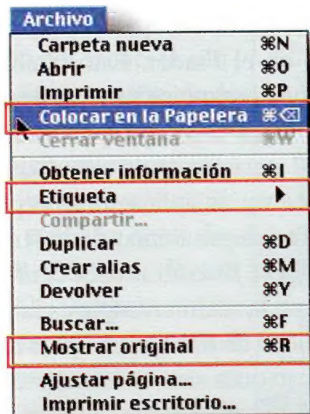 Archivo
Carpeta nueva ⌘N
Abrir ⌘O
Imprimir ⌘P
Colocar en la Papelera ⌘⌫
Cerrar ventana ⌘W
Obtener información ⌘I
Etiqueta ▶
Compartir...
Duplicar ⌘D
Crear alias ⌘M
Devolver ⌘Y
Buscar... ⌘F
Mostrar original ⌘R
Ajustar página...
Imprimir escritorio...